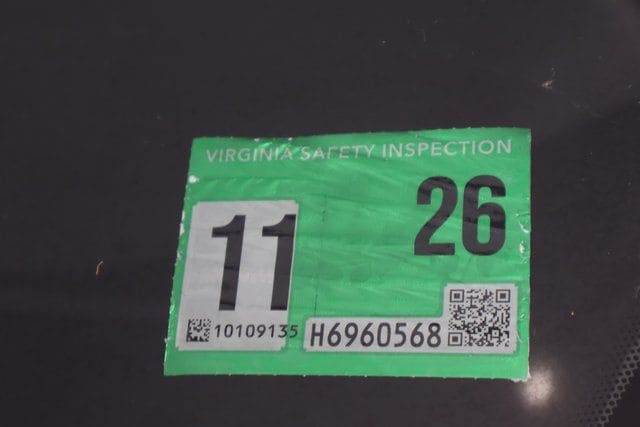 VIRGINIA SAFETY INSPECTION
26
11
10109135
H6960568